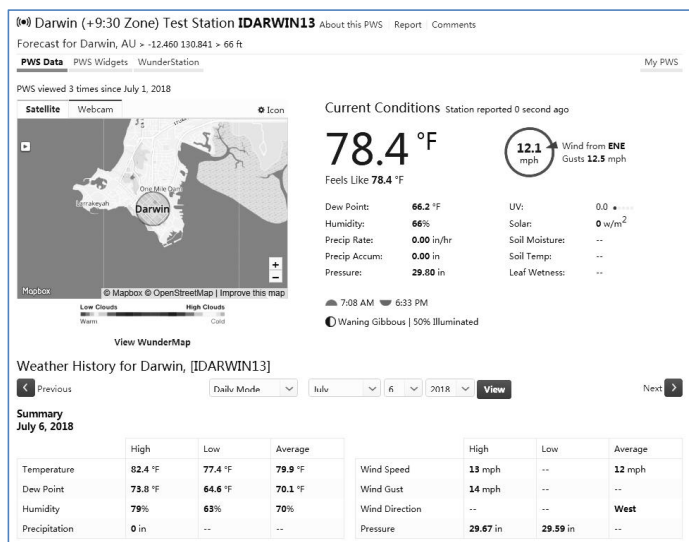 Darwin (+9:30 Zone) Test Station IDARWIN13 About this PWS | Report | Comments
Forecast for Darwin, AU > -12.460 130.841 > 66 ft
PWS Data PWS Widgets WunderStation My PWS
PWS viewed 3 times since July 1, 2018
Satellite Webcam Icon
One Mile Dam
Larrakeyah
Darwin
+
−
Mapbox © Mapbox © OpenStreetMap | Improve this map
Low Clouds High Clouds
Warm Cold
View WunderMap
Current Conditions Station reported 0 second ago
78.4 °F
Feels Like 78.4 °F
12.1 mph
Wind from ENE
Gusts 12.5 mph
Dew Point: 66.2 °F
Humidity: 66%
Precip Rate: 0.00 in/hr
Precip Accum: 0.00 in
Pressure: 29.80 in
UV: 0.0
Solar: 0 w/m²
Soil Moisture: --
Soil Temp: --
Leaf Wetness: --
7:08 AM 6:33 PM
Waning Gibbous | 50% Illuminated
Weather History for Darwin, [IDARWIN13]
Previous Daily Mode July 6 2018 View Next
Summary
July 6, 2018
High Low Average
Temperature 82.4 °F 77.4 °F 79.9 °F
Dew Point 73.8 °F 64.6 °F 70.1 °F
Humidity 79% 63% 70%
Precipitation 0 in -- --
High Low Average
Wind Speed 13 mph -- 12 mph
Wind Gust 14 mph -- --
Wind Direction -- -- West
Pressure 29.67 in 29.59 in --